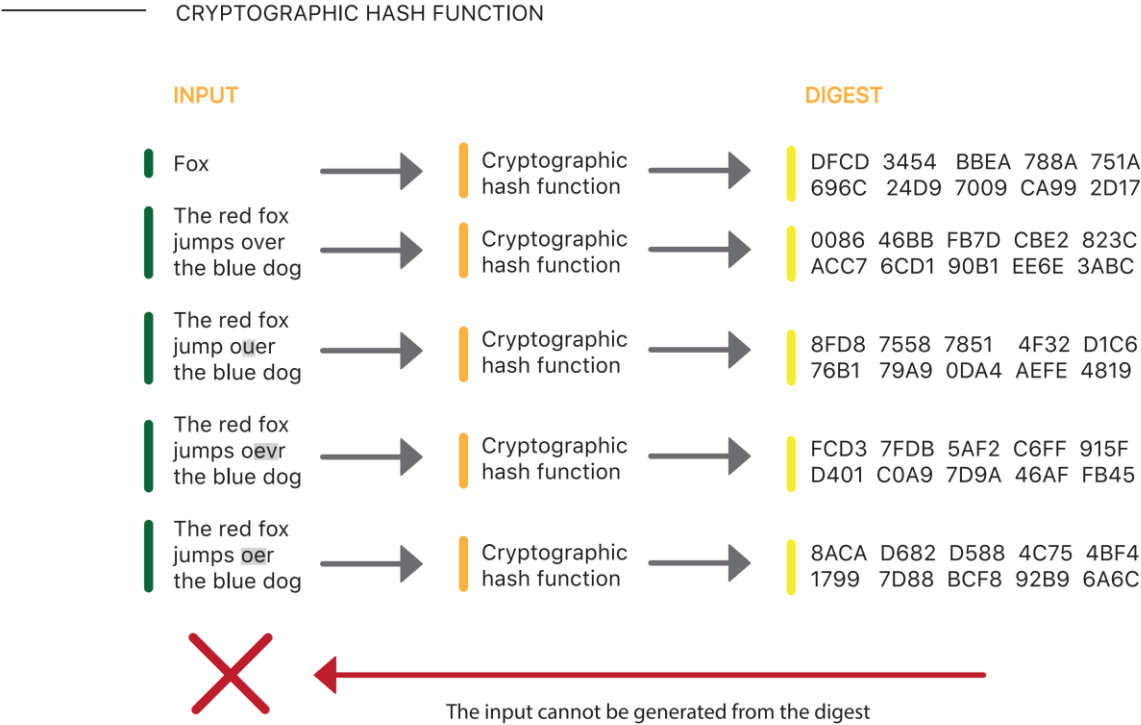 CRYPTOGRAPHIC HASH FUNCTION
INPUT
DIGEST
Fox
Cryptographic
hash function
DFCD 3454 BBEA 788A 751A
696C 24D9 7009 CA99 2D17
The red fox
jumps over
the blue dog
Cryptographic
hash function
0086 46BB FB7D CBE2 823C
ACC7 6CD1 90B1 EE6E 3ABC
The red fox
jump ouer
the blue dog
Cryptographic
hash function
8FD8 7558 7851 4F32 D1C6
76B1 79A9 0DA4 AEFE 4819
The red fox
jumps oevr
the blue dog
Cryptographic
hash function
FCD3 7FDB 5AF2 C6FF 915F
D401 C0A9 7D9A 46AF FB45
The red fox
jumps oer
the blue dog
Cryptographic
hash function
8ACA D682 D588 4C75 4BF4
1799 7D88 BCF8 92B9 6A6C
The input cannot be generated from the digest